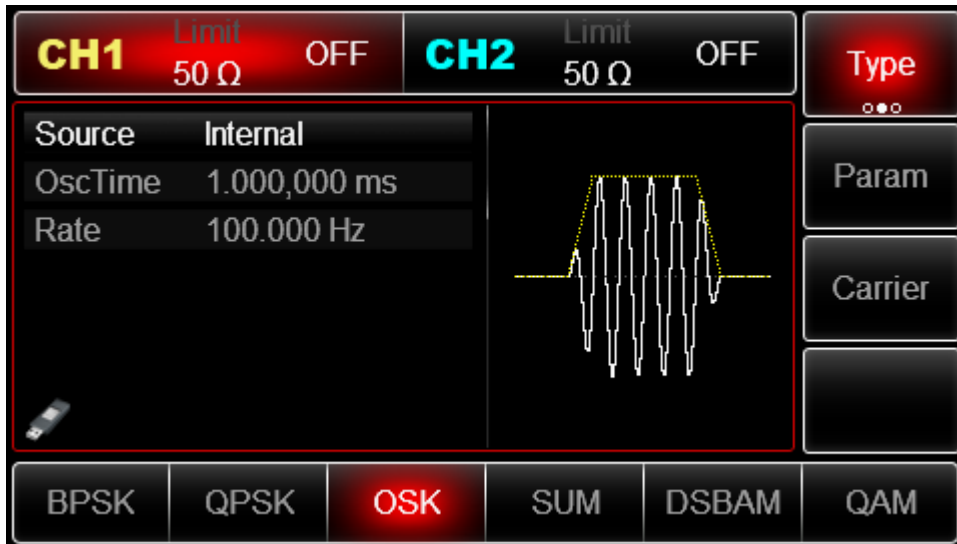 CH1 Limit 50 Ω OFF
CH2 Limit 50 Ω OFF
Type
Source Internal
OscTime 1.000,000 ms
Rate 100.000 Hz
Param
Carrier
BPSK QPSK OSK SUM DSBAM QAM